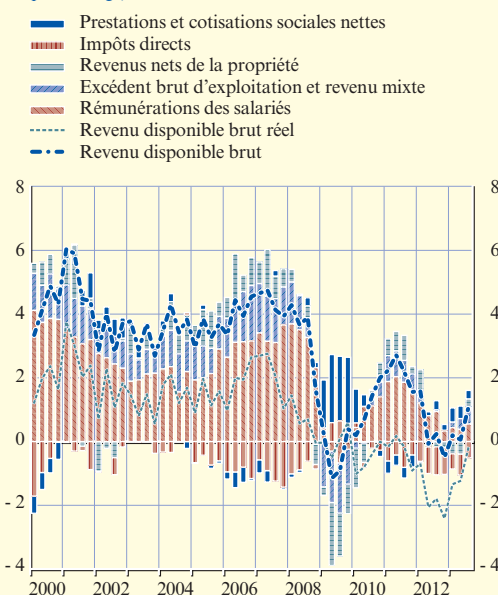 Prestations et cotisations sociales nettes
Impôts directs
Revenus nets de la propriété
Excédent brut d'exploitation et revenu mixte
Rémunérations des salariés
Revenu disponible brut réel
Revenu disponible brut
8 8
6 6
4 4
2 2
0 0
- 2 - 2
- 4 - 4
2000 2002 2004 2006 2008 2010 2012